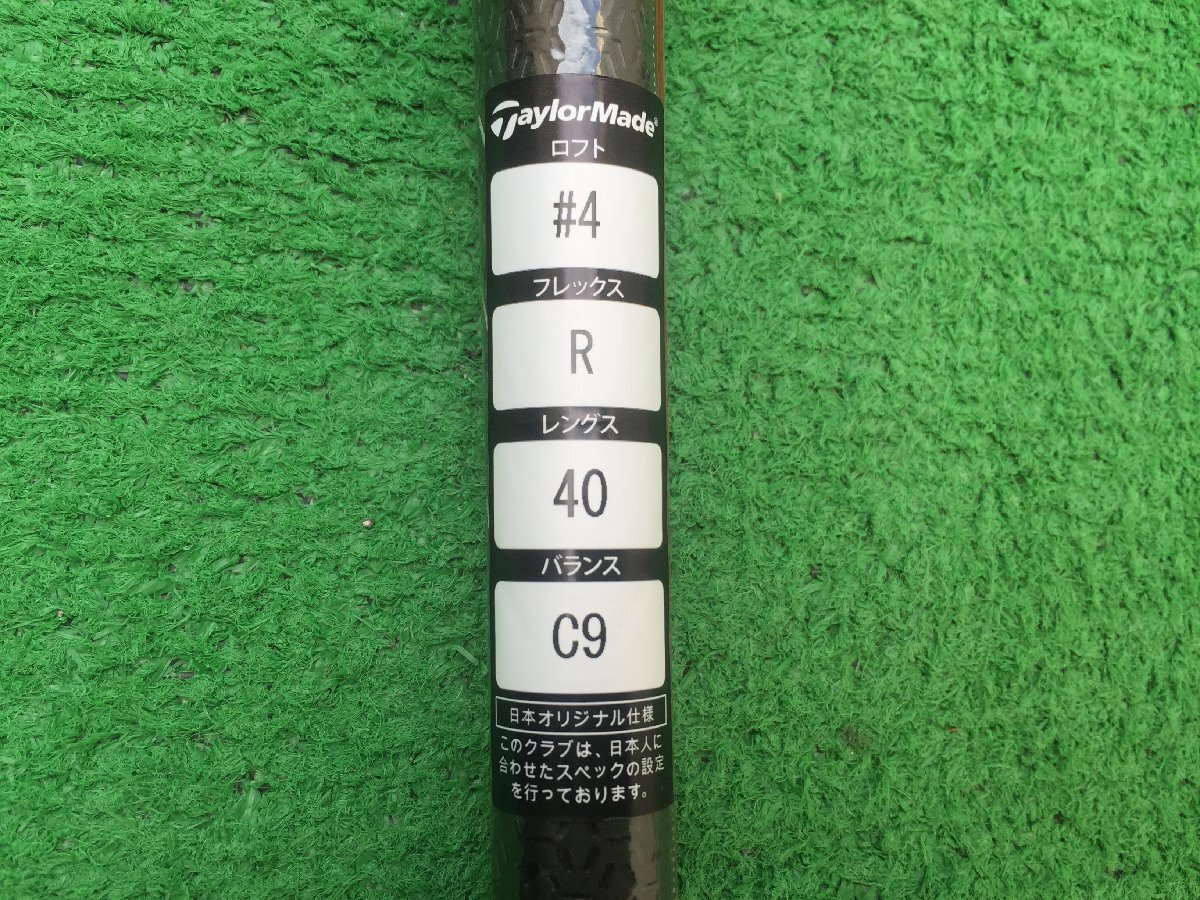 TaylorMade®
ロフト
#4
フレックス
R
レングス
40
バランス
C9
日本オリジナル仕様
このクラブは、日本人に
合わせたスペックの設定
を行っております。